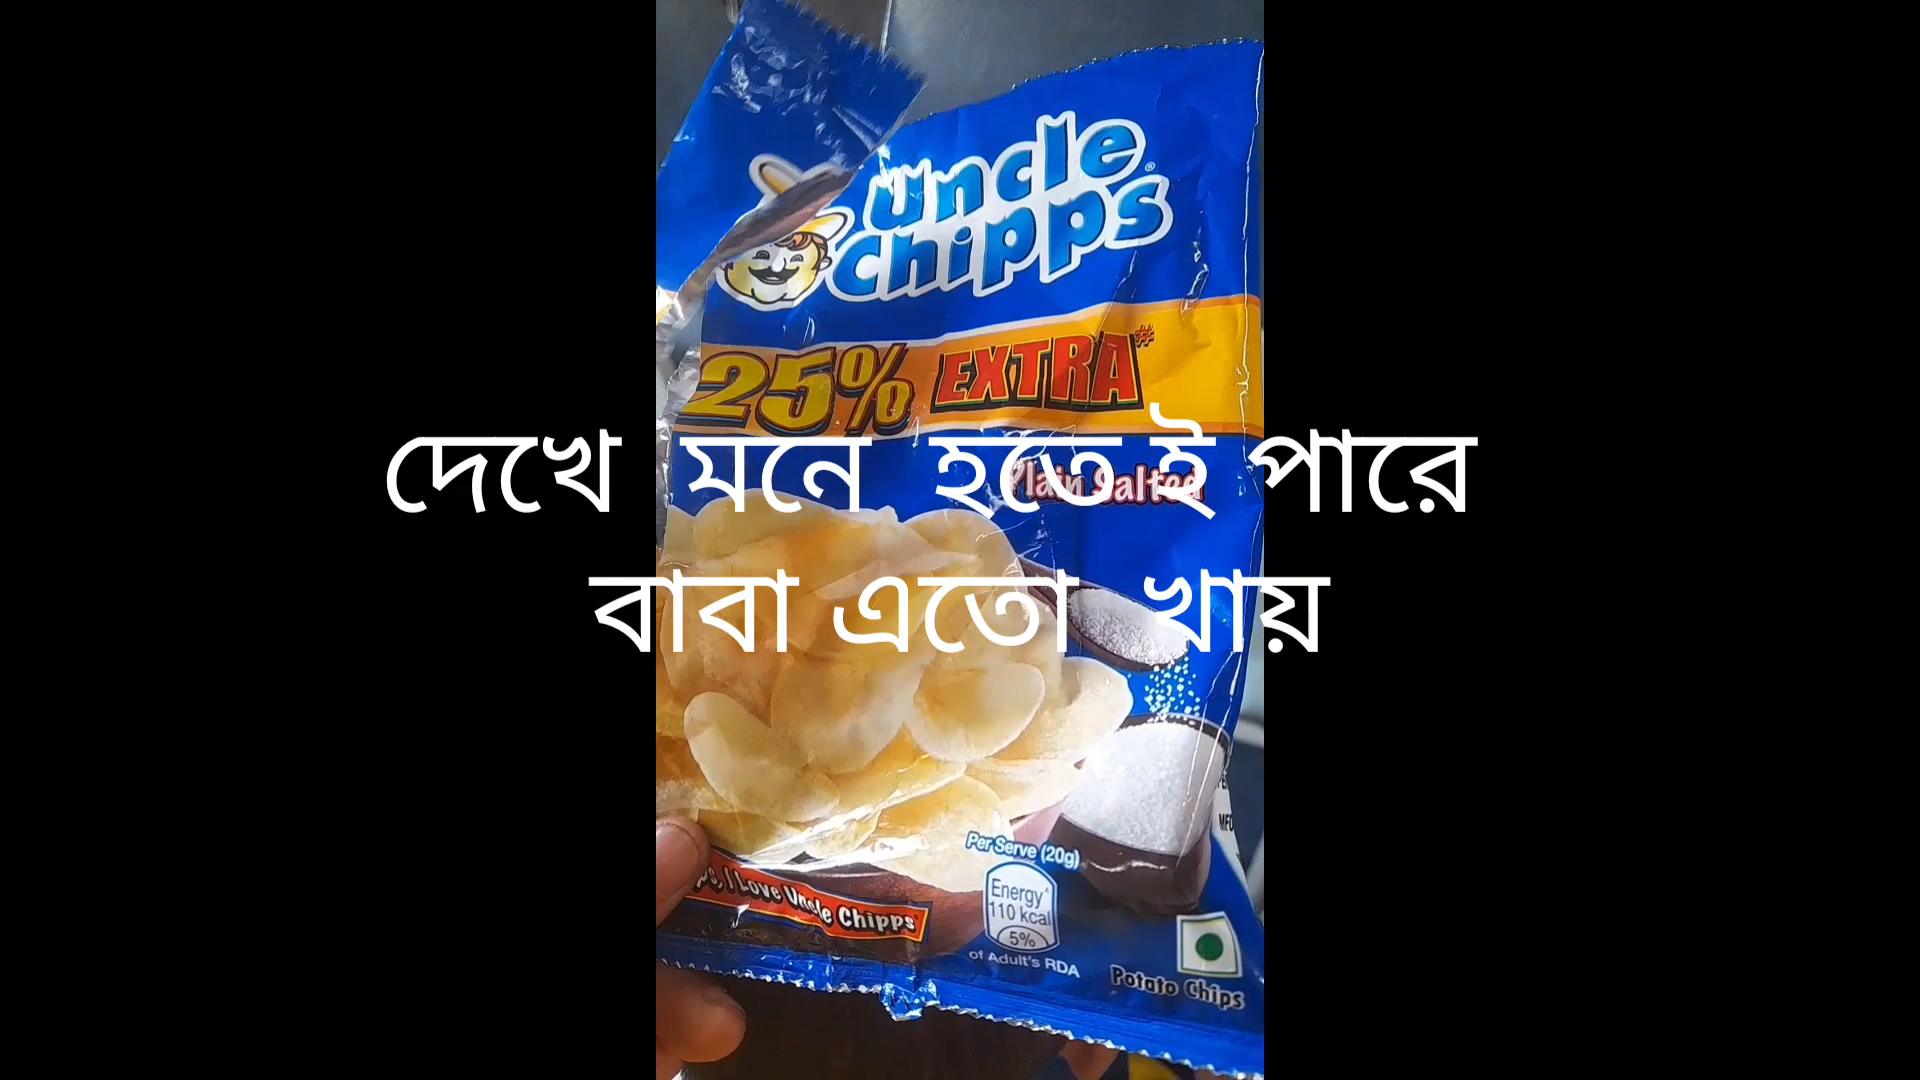 Uncle
Chipps
25% EXTRA#
Plain Salted
দেখে মনে হতে ই পারে
বাবা এতো খায়
Per Serve (20g)
Energy
110 kcal
5%
of Adult's RDA
I Love Uncle Chipps
Potato Chips